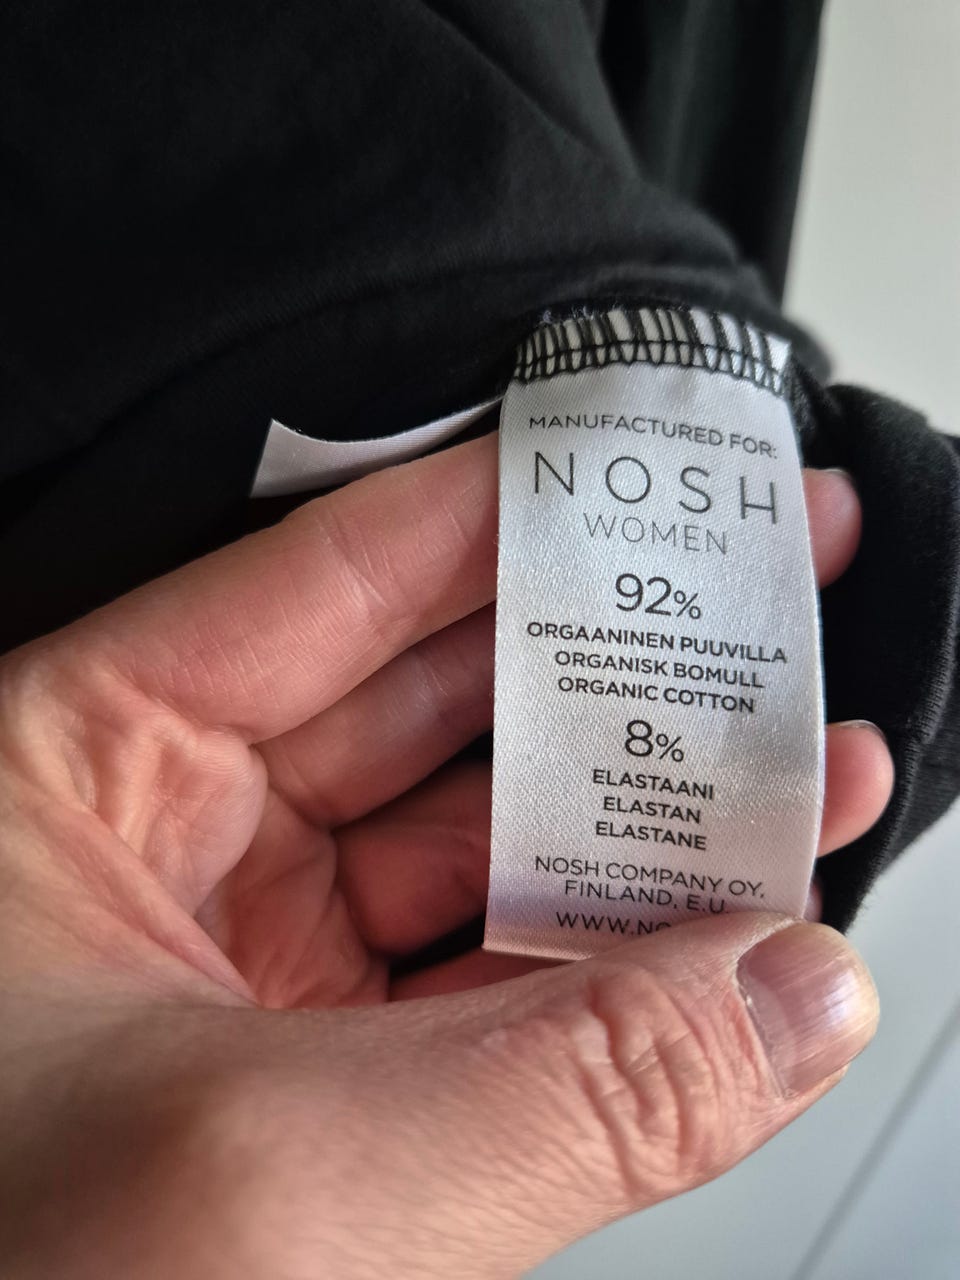 MANUFACTURED FOR:
NOSH
WOMEN
92%
ORGAANINEN PUUVILLA
ORGANISK BOMULL
ORGANIC COTTON
8%
ELASTAANI
ELASTAN
ELASTANE
NOSH COMPANY OY,
FINLAND, E.U.